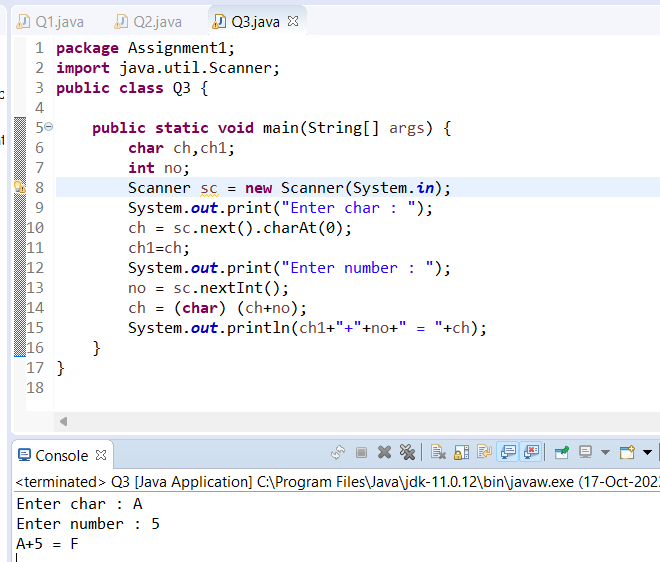 Q1.java Q2.java Q3.java
1 package Assignment1;
2 import java.util.Scanner;
3 public class Q3 {
4
5 public static void main(String[] args) {
6 char ch,ch1;
7 int no;
8 Scanner sc = new Scanner(System.in);
9 System.out.print("Enter char : ");
10 ch = sc.next().charAt(0);
11 ch1=ch;
12 System.out.print("Enter number : ");
13 no = sc.nextInt();
14 ch = (char) (ch+no);
15 System.out.println(ch1+"+"+no+" = "+ch);
16 }
17 }
18
Console
<terminated> Q3 [Java Application] C:\Program Files\Java\jdk-11.0.12\bin\javaw.exe (17-Oct-202
Enter char : A
Enter number : 5
A+5 = F